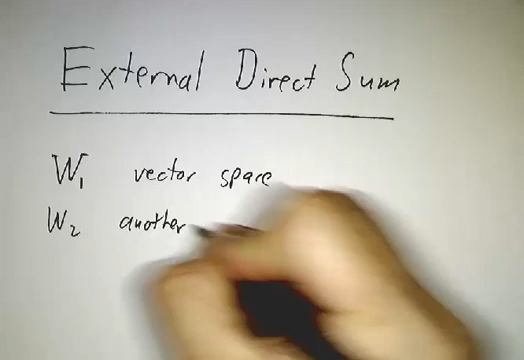 External Direct Sum
W₁ vector space
W₂ another